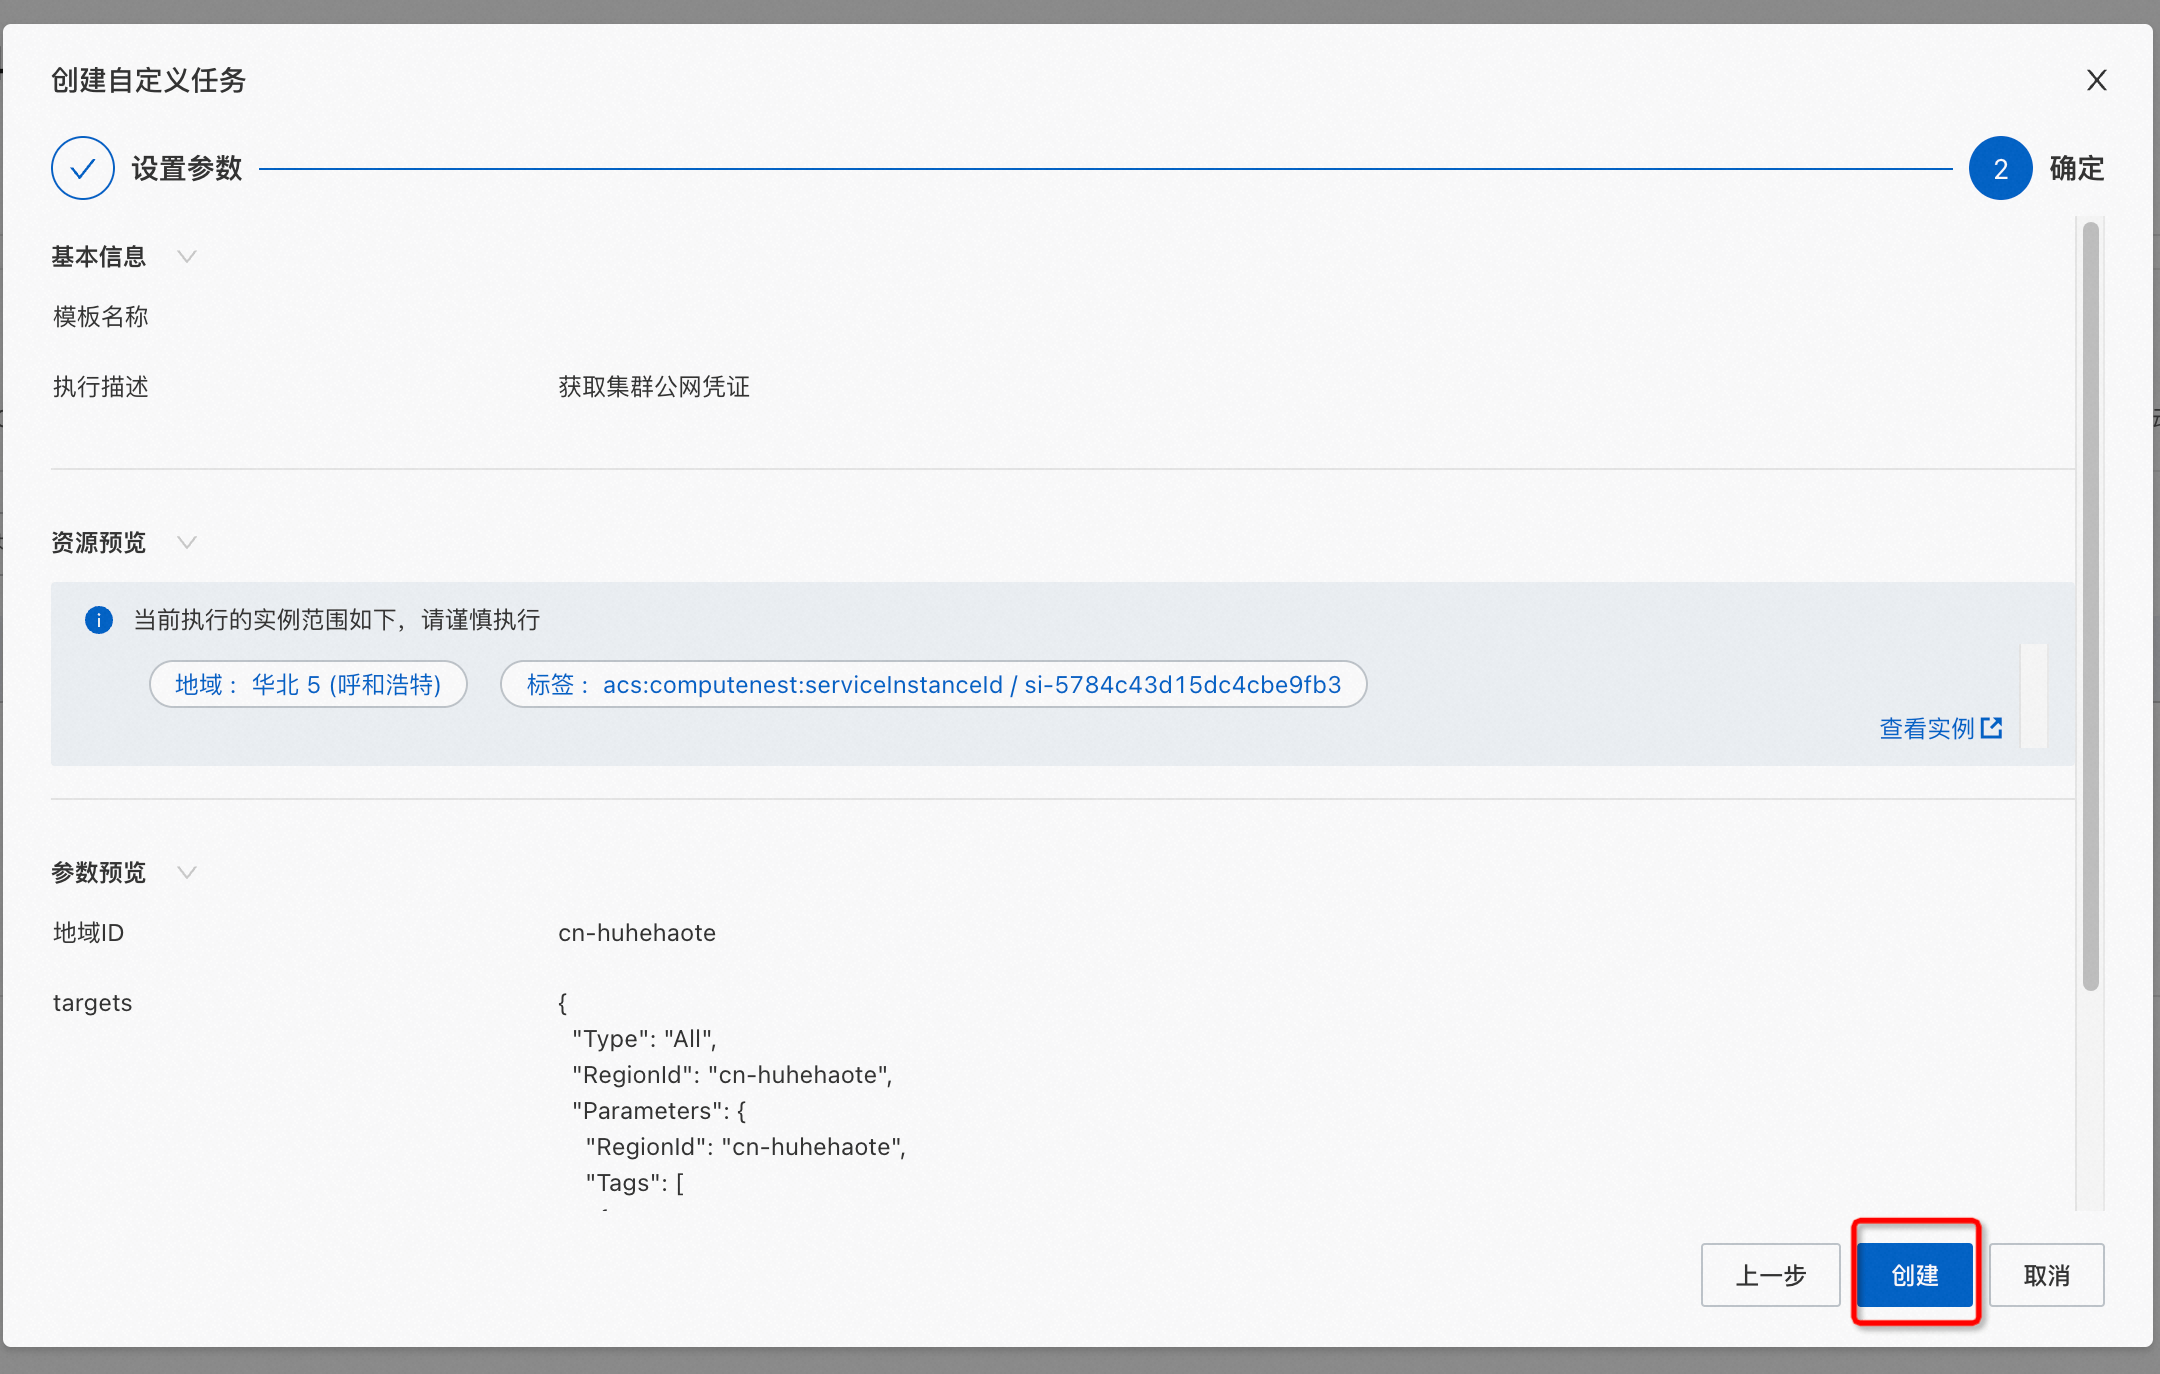 创建自定义任务
设置参数
2 确定
基本信息
模板名称
执行描述 获取集群公网凭证
资源预览
当前执行的实例范围如下，请谨慎执行
地域： 华北 5 (呼和浩特) 标签： acs:computenest:serviceInstanceId / si-5784c43d15dc4cbe9fb3
查看实例
参数预览
地域ID cn-huhehaote
targets {
"Type": "All",
"RegionId": "cn-huhehaote",
"Parameters": {
"RegionId": "cn-huhehaote",
"Tags": [
上一步 创建 取消